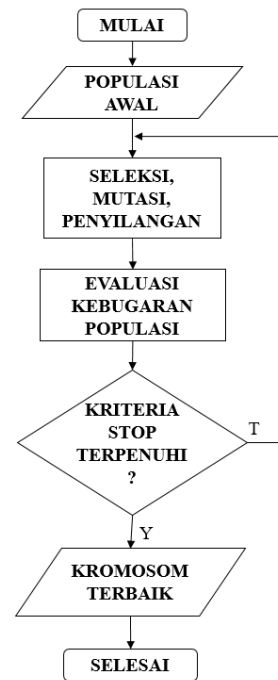 MULAI
POPULASI
AWAL
SELEKSI,
MUTASI,
PENYILANGAN
EVALUASI
KEBUGARAN
POPULASI
KRITERIA
STOP
TERPENUHI
?
T
Y
KROMOSOM
TERBAIK
SELESAI